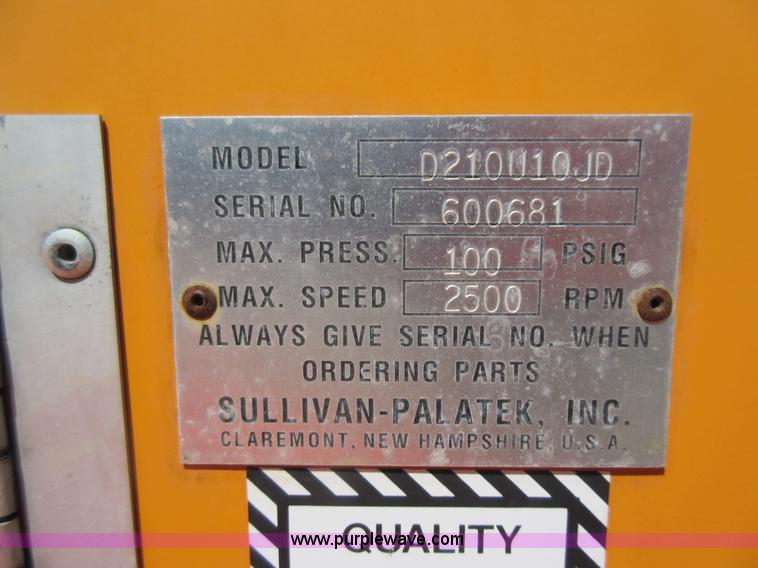 MODEL D210U10JD
SERIAL NO. 600681
MAX. PRESS. 100 PSIG
MAX. SPEED 2500 RPM
ALWAYS GIVE SERIAL NO. WHEN
ORDERING PARTS
SULLIVAN-PALATEK, INC.
CLAREMONT, NEW HAMPSHIRE, U.S.A.
QUALITY
www.purplewave.com